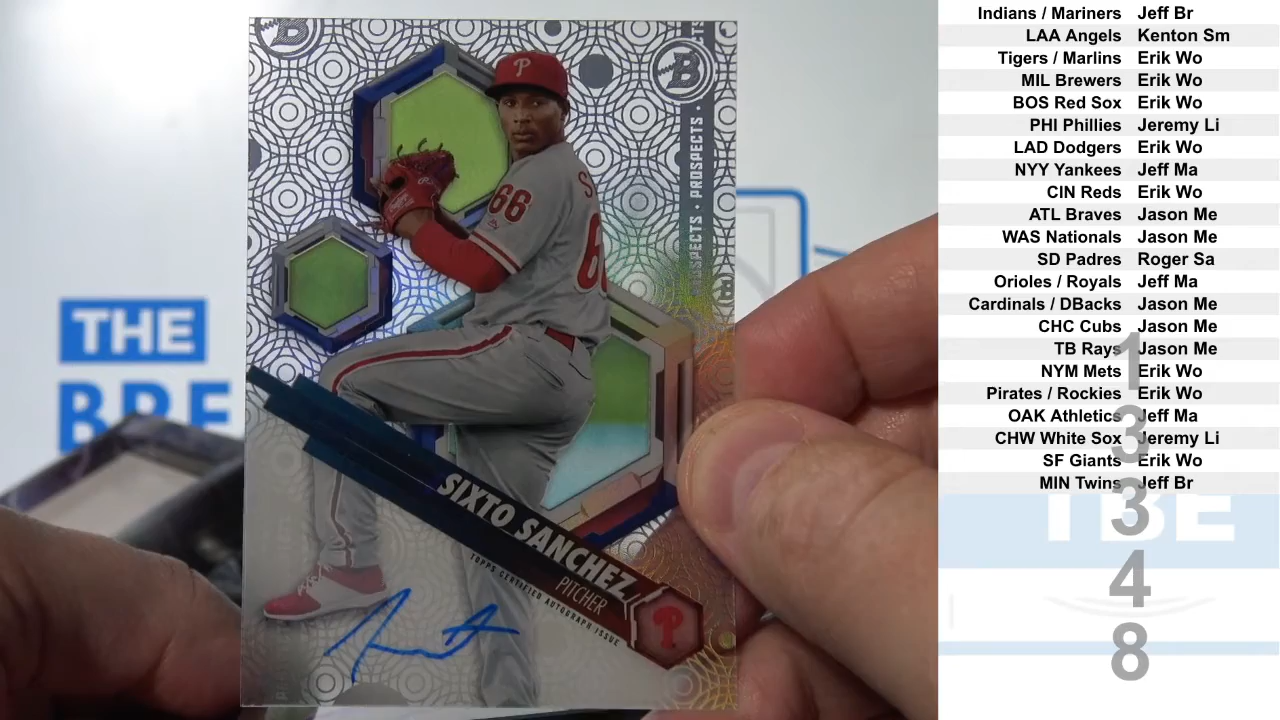 THE
BRE
B
B
P
66
S
6
PROSPECTS • PROSPECTS •
SIXTO SANCHEZ
PITCHER
TOPPS CERTIFIED AUTOGRAPH ISSUE
P
Indians / Mariners Jeff Br
LAA Angels Kenton Sm
Tigers / Marlins Erik Wo
MIL Brewers Erik Wo
BOS Red Sox Erik Wo
PHI Phillies Jeremy Li
LAD Dodgers Erik Wo
NYY Yankees Jeff Ma
CIN Reds Erik Wo
ATL Braves Jason Me
WAS Nationals Jason Me
SD Padres Roger Sa
Orioles / Royals Jeff Ma
Cardinals / DBacks Jason Me
CHC Cubs Jason Me
TB Rays Jason Me
NYM Mets Erik Wo
Pirates / Rockies Erik Wo
OAK Athletics Jeff Ma
CHW White Sox Jeremy Li
SF Giants Erik Wo
MIN Twins Jeff Br
TBE
1
3
3
4
8